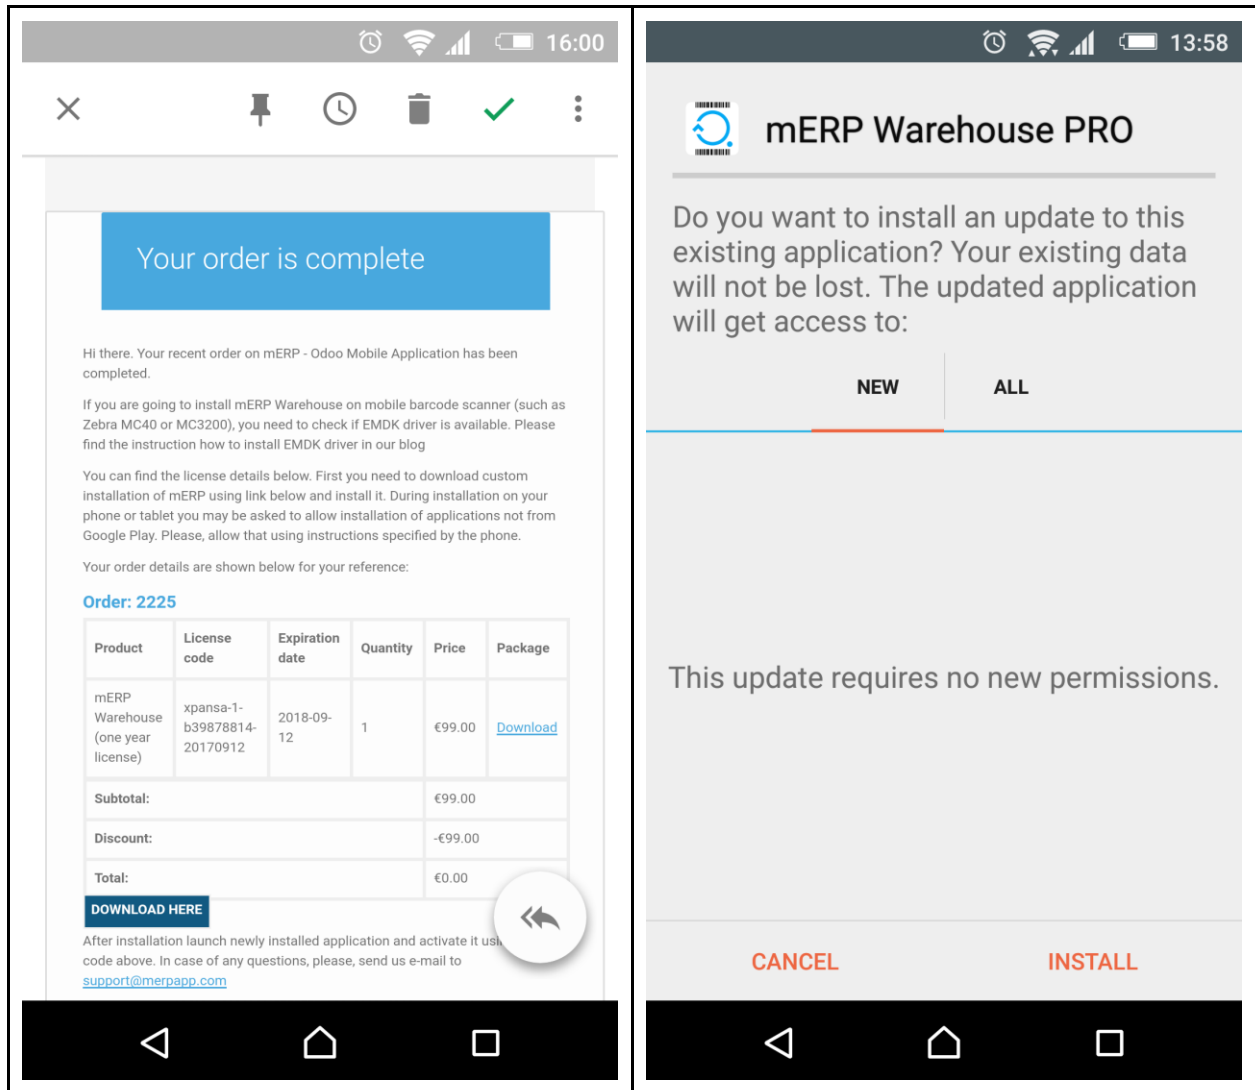 16:00
Your order is complete
Hi there. Your recent order on mERP - Odoo Mobile Application has been
completed.
If you are going to install mERP Warehouse on mobile barcode scanner (such as
Zebra MC40 or MC3200), you need to check if EMDK driver is available. Please
find the instruction how to install EMDK driver in our blog
You can find the license details below. First you need to download custom
installation of mERP using link below and install it. During installation on your
phone or tablet you may be asked to allow installation of applications not from
Google Play. Please, allow that using instructions specified by the phone.
Your order details are shown below for your reference:
Order: 2225
Product License code Expiration date Quantity Price Package
mERP Warehouse (one year license) xpansa-1-b39878814-20170912 2018-09-12 1 €99.00 Download
Subtotal: €99.00
Discount: -€99.00
Total: €0.00
DOWNLOAD HERE
After installation launch newly installed application and activate it
code above. In case of any questions, please, send us e-mail to
support@merpapp.com
13:58
mERP Warehouse PRO
Do you want to install an update to this
existing application? Your existing data
will not be lost. The updated application
will get access to:
NEW ALL
This update requires no new permissions.
CANCEL INSTALL